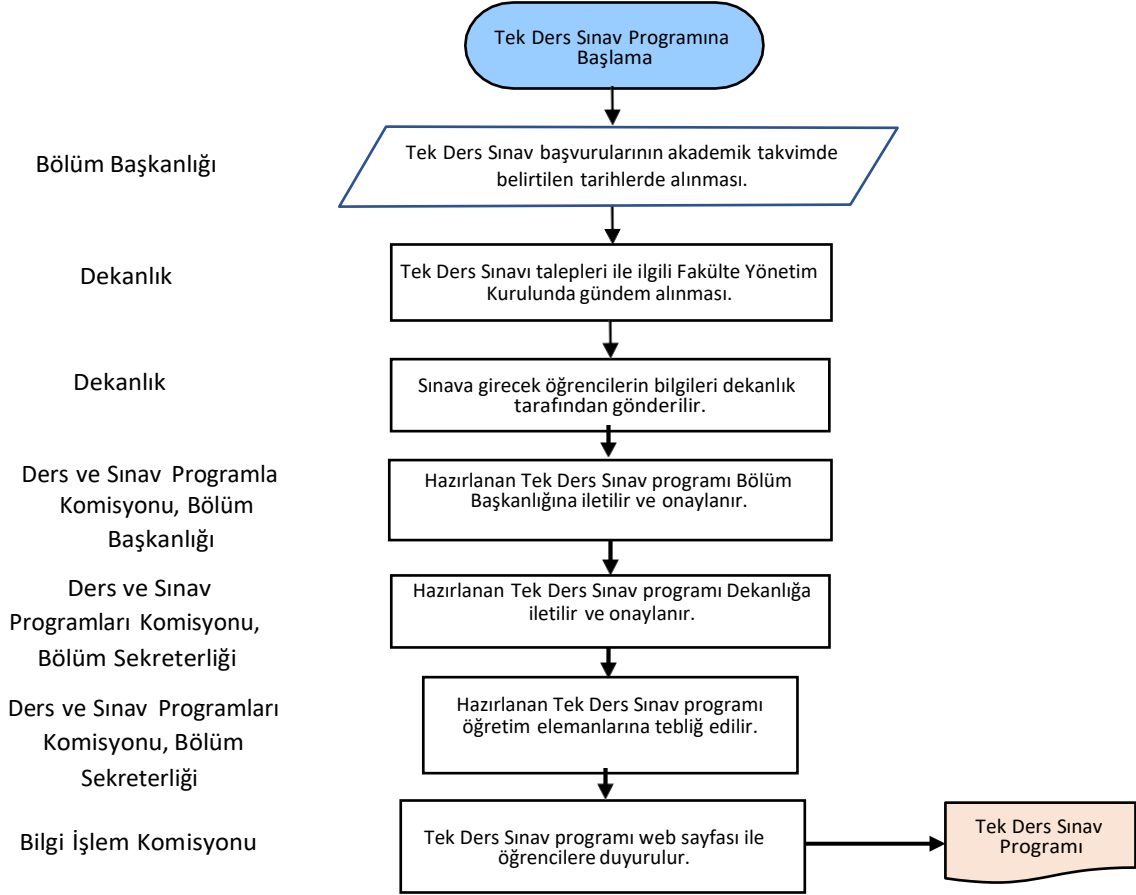 Tek Ders Sınav Programına
Başlama
Bölüm Başkanlığı
Tek Ders Sınav başvurularının akademik takvimde
belirtilen tarihlerde alınması.
Dekanlık
Tek Ders Sınavı talepleri ile ilgili Fakülte Yönetim
Kurulunda gündem alınması.
Dekanlık
Sınava girecek öğrencilerin bilgileri dekanlık
tarafından gönderilir.
Ders ve Sınav Programla
Komisyonu, Bölüm
Başkanlığı
Hazırlanan Tek Ders Sınav programı Bölüm
Başkanlığına iletilir ve onaylanır.
Ders ve Sınav
Programları Komisyonu,
Bölüm Sekreterliği
Hazırlanan Tek Ders Sınav programı Dekanlığa
iletilir ve onaylanır.
Ders ve Sınav Programları
Komisyonu, Bölüm
Sekreterliği
Hazırlanan Tek Ders Sınav programı
öğretim elemanlarına tebliğ edilir.
Bilgi İşlem Komisyonu
Tek Ders Sınav programı web sayfası ile
öğrencilere duyurulur.
Tek Ders Sınav
Programı